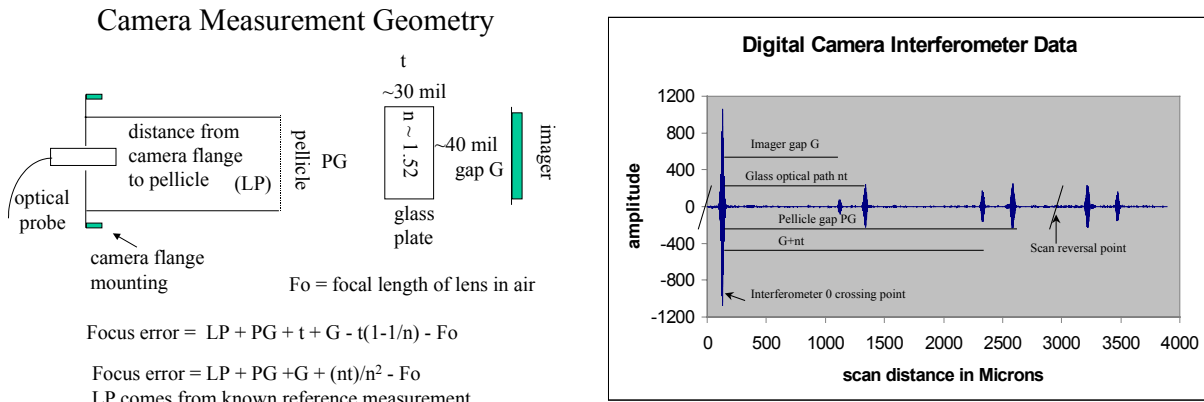 Camera Measurement Geometry
t
~30 mil
n ~ 1.52
~40 mil
gap G
imager
distance from
camera flange
to pellicle
(LP)
pellicle
PG
optical
probe
glass
plate
camera flange
mounting
Fo = focal length of lens in air
Focus error = LP + PG + t + G - t(1-1/n) - Fo
Focus error = LP + PG +G + (nt)/n² - Fo
LP comes from known reference measurement
Digital Camera Interferometer Data
amplitude
1200
800
400
0
-400
-800
-1200
Imager gap G
Glass optical path nt
Pellicle gap PG
G+nt
Scan reversal point
Interferometer 0 crossing point
0 500 1000 1500 2000 2500 3000 3500 4000
scan distance in Microns